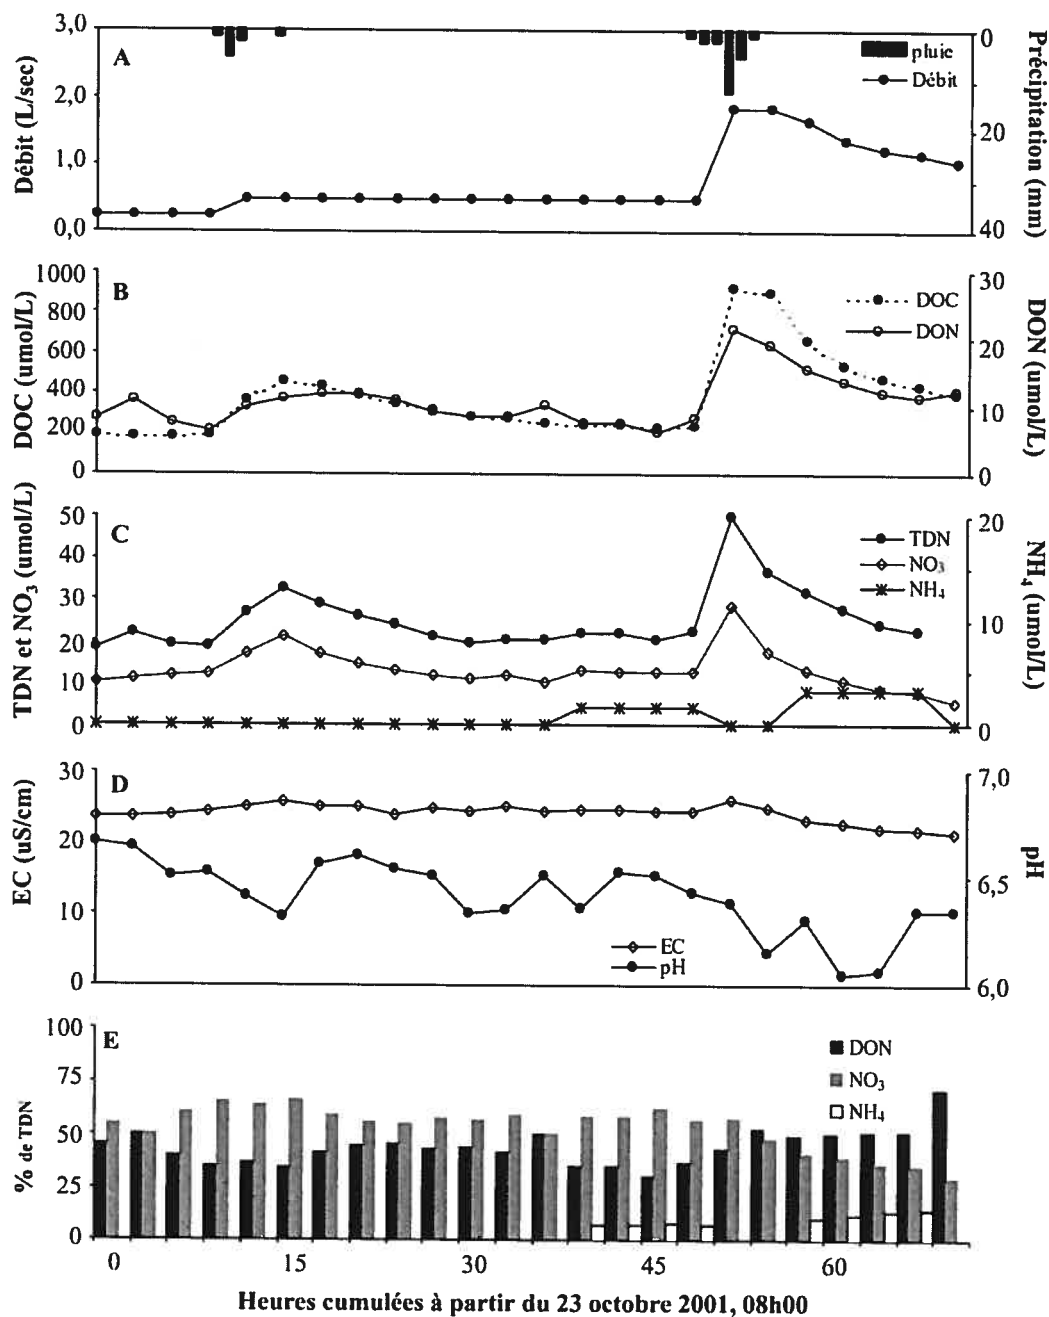 A
Débit (L/sec)
3,0
2,0
1,0
0,0
pluie
Débit
0
20
40
Précipitation (mm)
B
DOC (umol/L)
1000
800
600
400
200
0
DOC
DON
30
20
10
0
DON (umol/L)
C
TDN et NO3 (umol/L)
50
40
30
20
10
0
TDN
NO3
NH4
20
10
0
NH4 (umol/L)
D
EC (uS/cm)
30
20
10
0
EC
pH
7,0
6,5
6,0
pH
E
% de TDN
100
75
50
25
0
DON
NO3
NH4
0 15 30 45 60
Heures cumulées à partir du 23 octobre 2001, 08h00